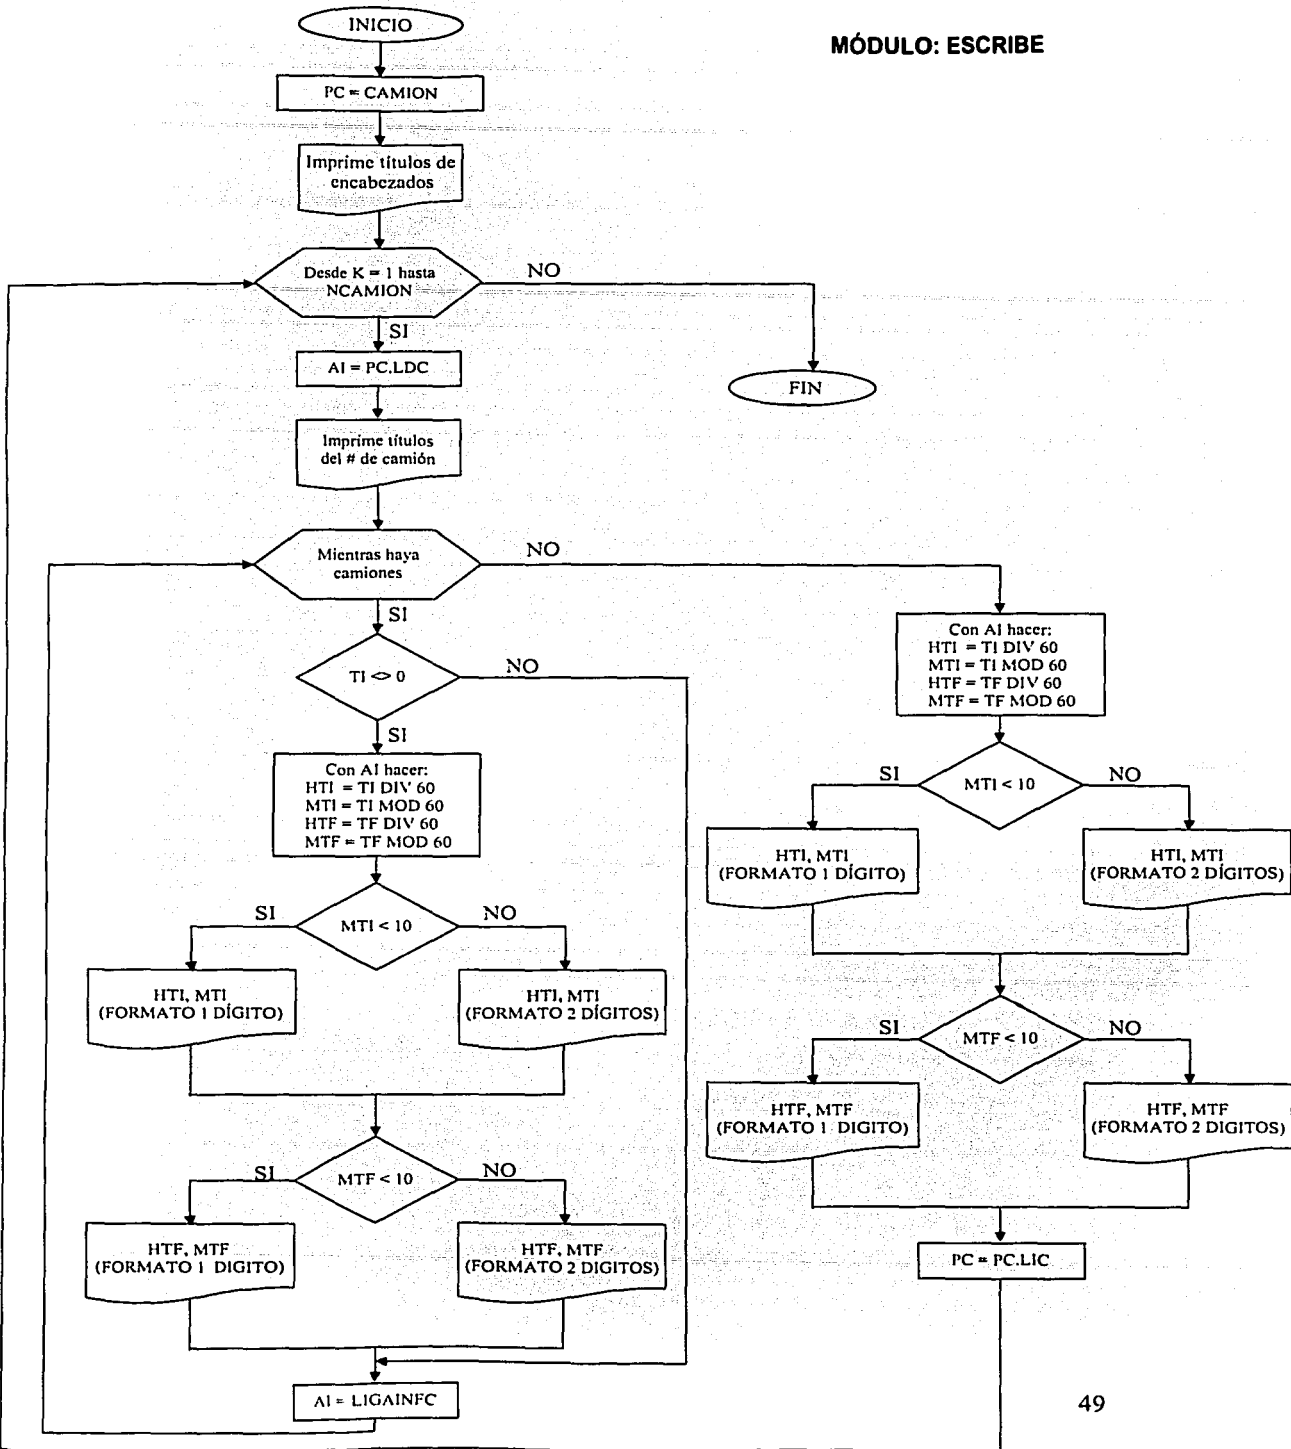 MÓDULO: ESCRIBE
INICIO
PC = CAMION
Imprime títulos de
encabezados
Desde K = 1 hasta
NCAMION
NO
SI
FIN
AI = PC.LDC
Imprime títulos
del # de camión
Mientras haya
camiones
NO
SI
TI <> 0
NO
SI
Con AI hacer:
HTI = TI DIV 60
MTI = TI MOD 60
HTF = TF DIV 60
MTF = TF MOD 60
MTI < 10
SI
NO
HTI, MTI
(FORMATO 1 DÍGITO)
HTI, MTI
(FORMATO 2 DÍGITOS)
MTF < 10
SI
NO
HTF, MTF
(FORMATO 1 DIGITO)
HTF, MTF
(FORMATO 2 DIGITOS)
AI = LIGAINFC
Con AI hacer:
HTI = TI DIV 60
MTI = TI MOD 60
HTF = TF DIV 60
MTF = TF MOD 60
MTI < 10
SI
NO
HTI, MTI
(FORMATO 1 DÍGITO)
HTI, MTI
(FORMATO 2 DÍGITOS)
MTF < 10
SI
NO
HTF, MTF
(FORMATO 1 DIGITO)
HTF, MTF
(FORMATO 2 DIGITOS)
PC = PC.LIC
49